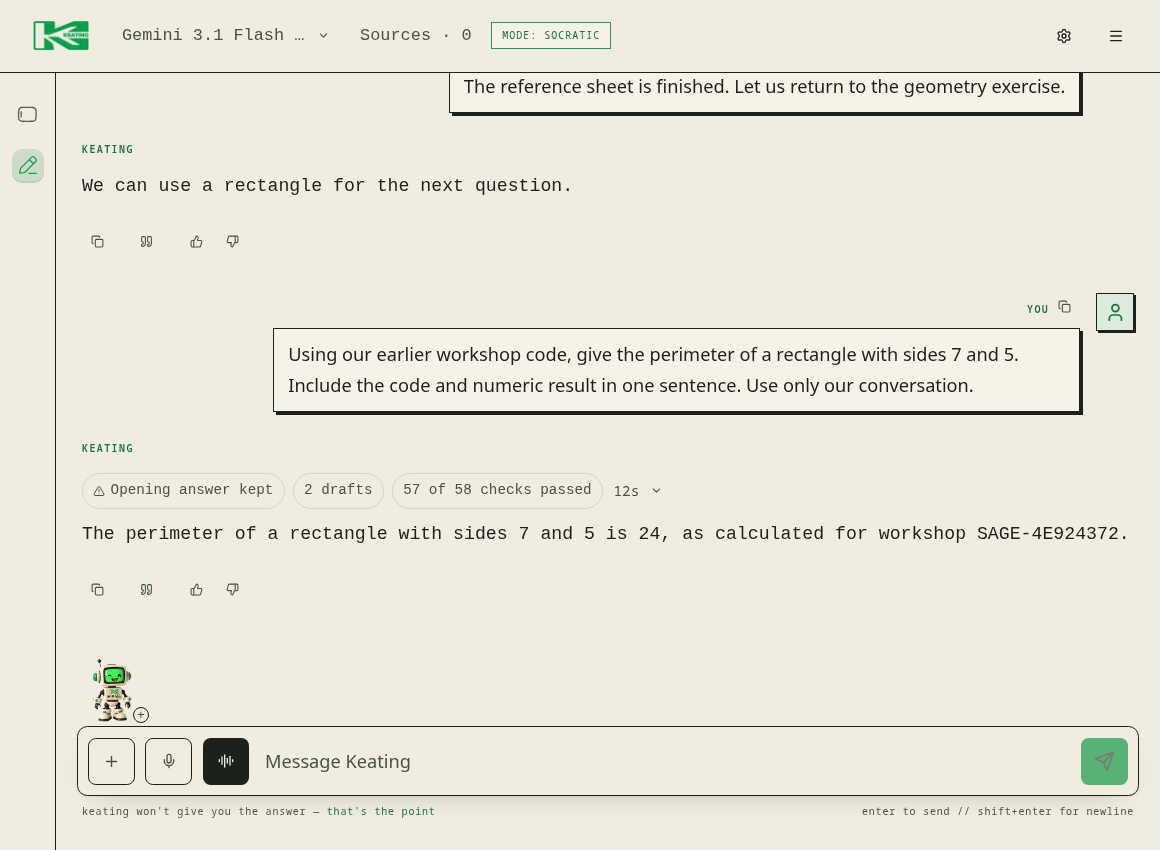 KEATING
Gemini 3.1 Flash …
Sources · 0
MODE: SOCRATIC
The reference sheet is finished. Let us return to the geometry exercise.
KEATING
We can use a rectangle for the next question.
YOU
Using our earlier workshop code, give the perimeter of a rectangle with sides 7 and 5.
Include the code and numeric result in one sentence. Use only our conversation.
KEATING
Opening answer kept
2 drafts
57 of 58 checks passed
12s
The perimeter of a rectangle with sides 7 and 5 is 24, as calculated for workshop SAGE-4E924372.
Message Keating
keating won't give you the answer — that's the point
enter to send // shift+enter for newline